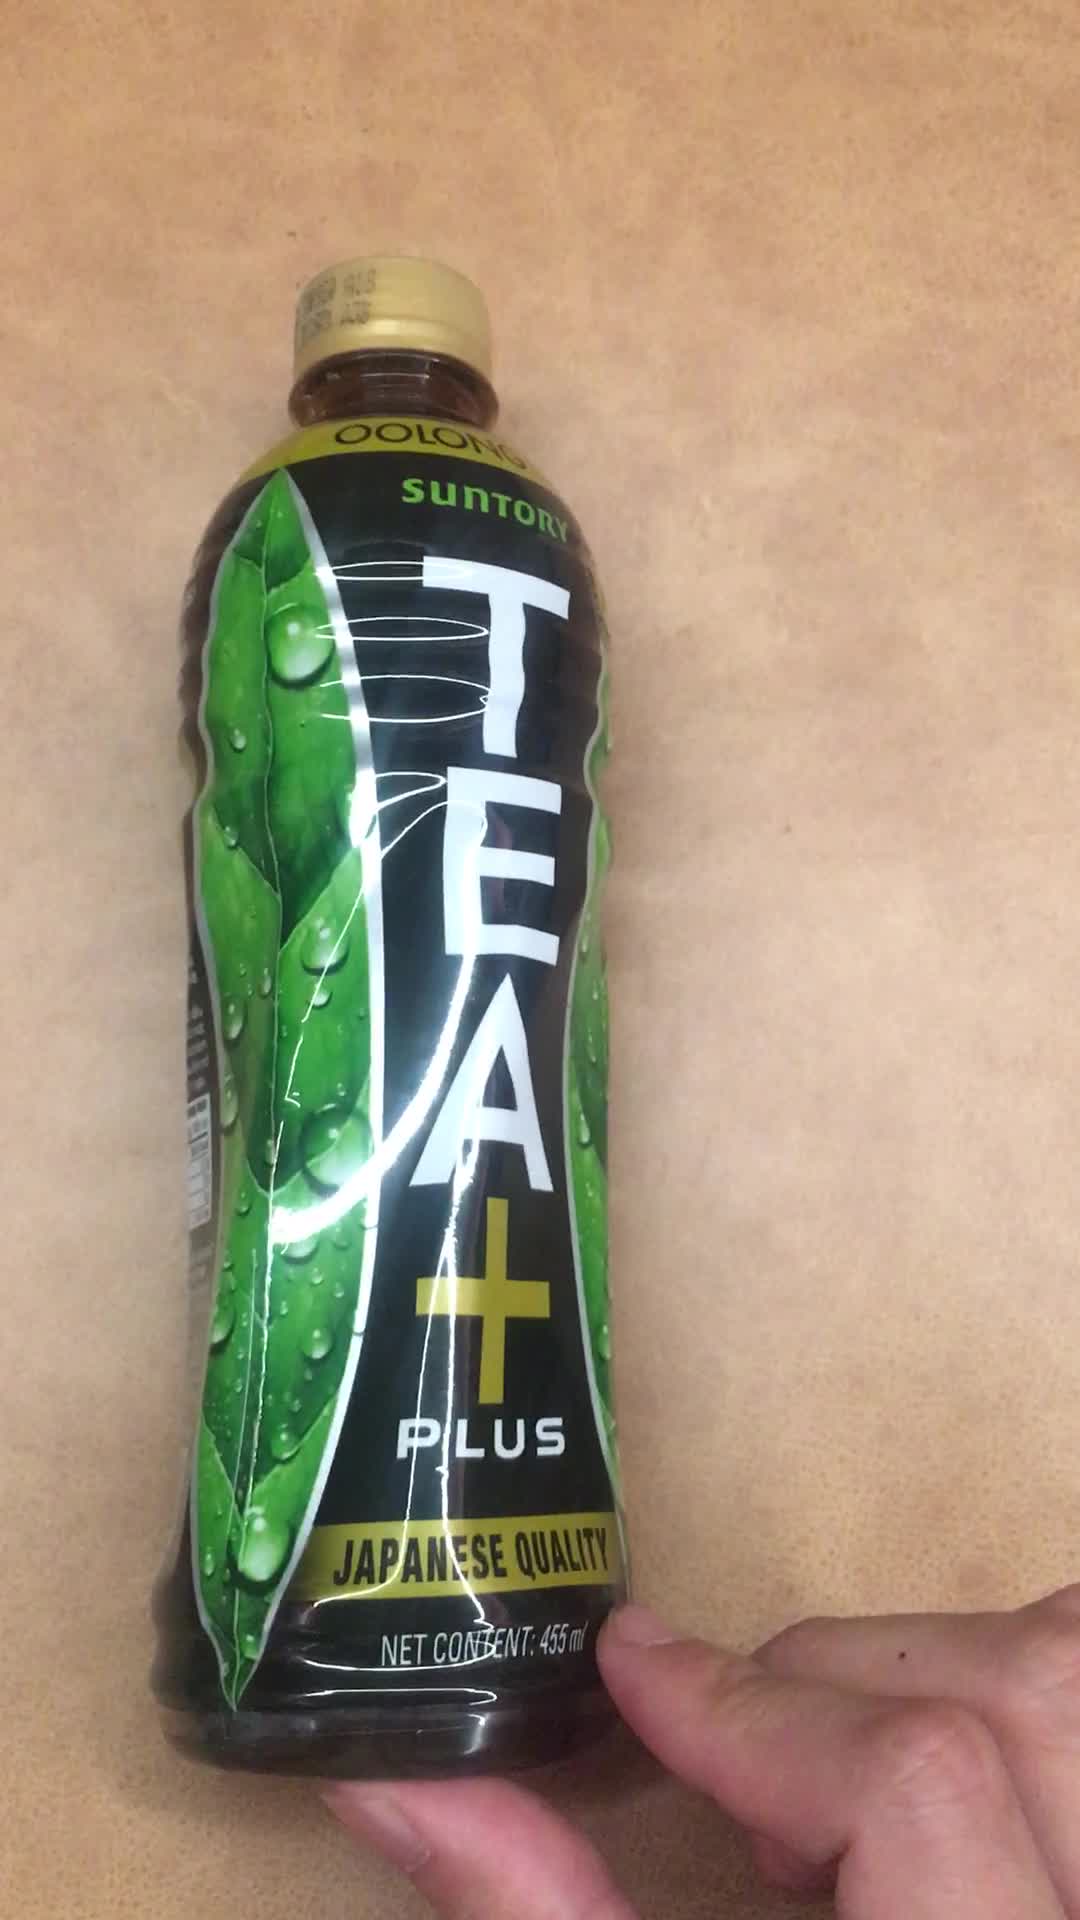 OOLONG
SUNTORY
TEA
+
PLUS
JAPANESE QUALITY
NET CONTENT: 455 ml